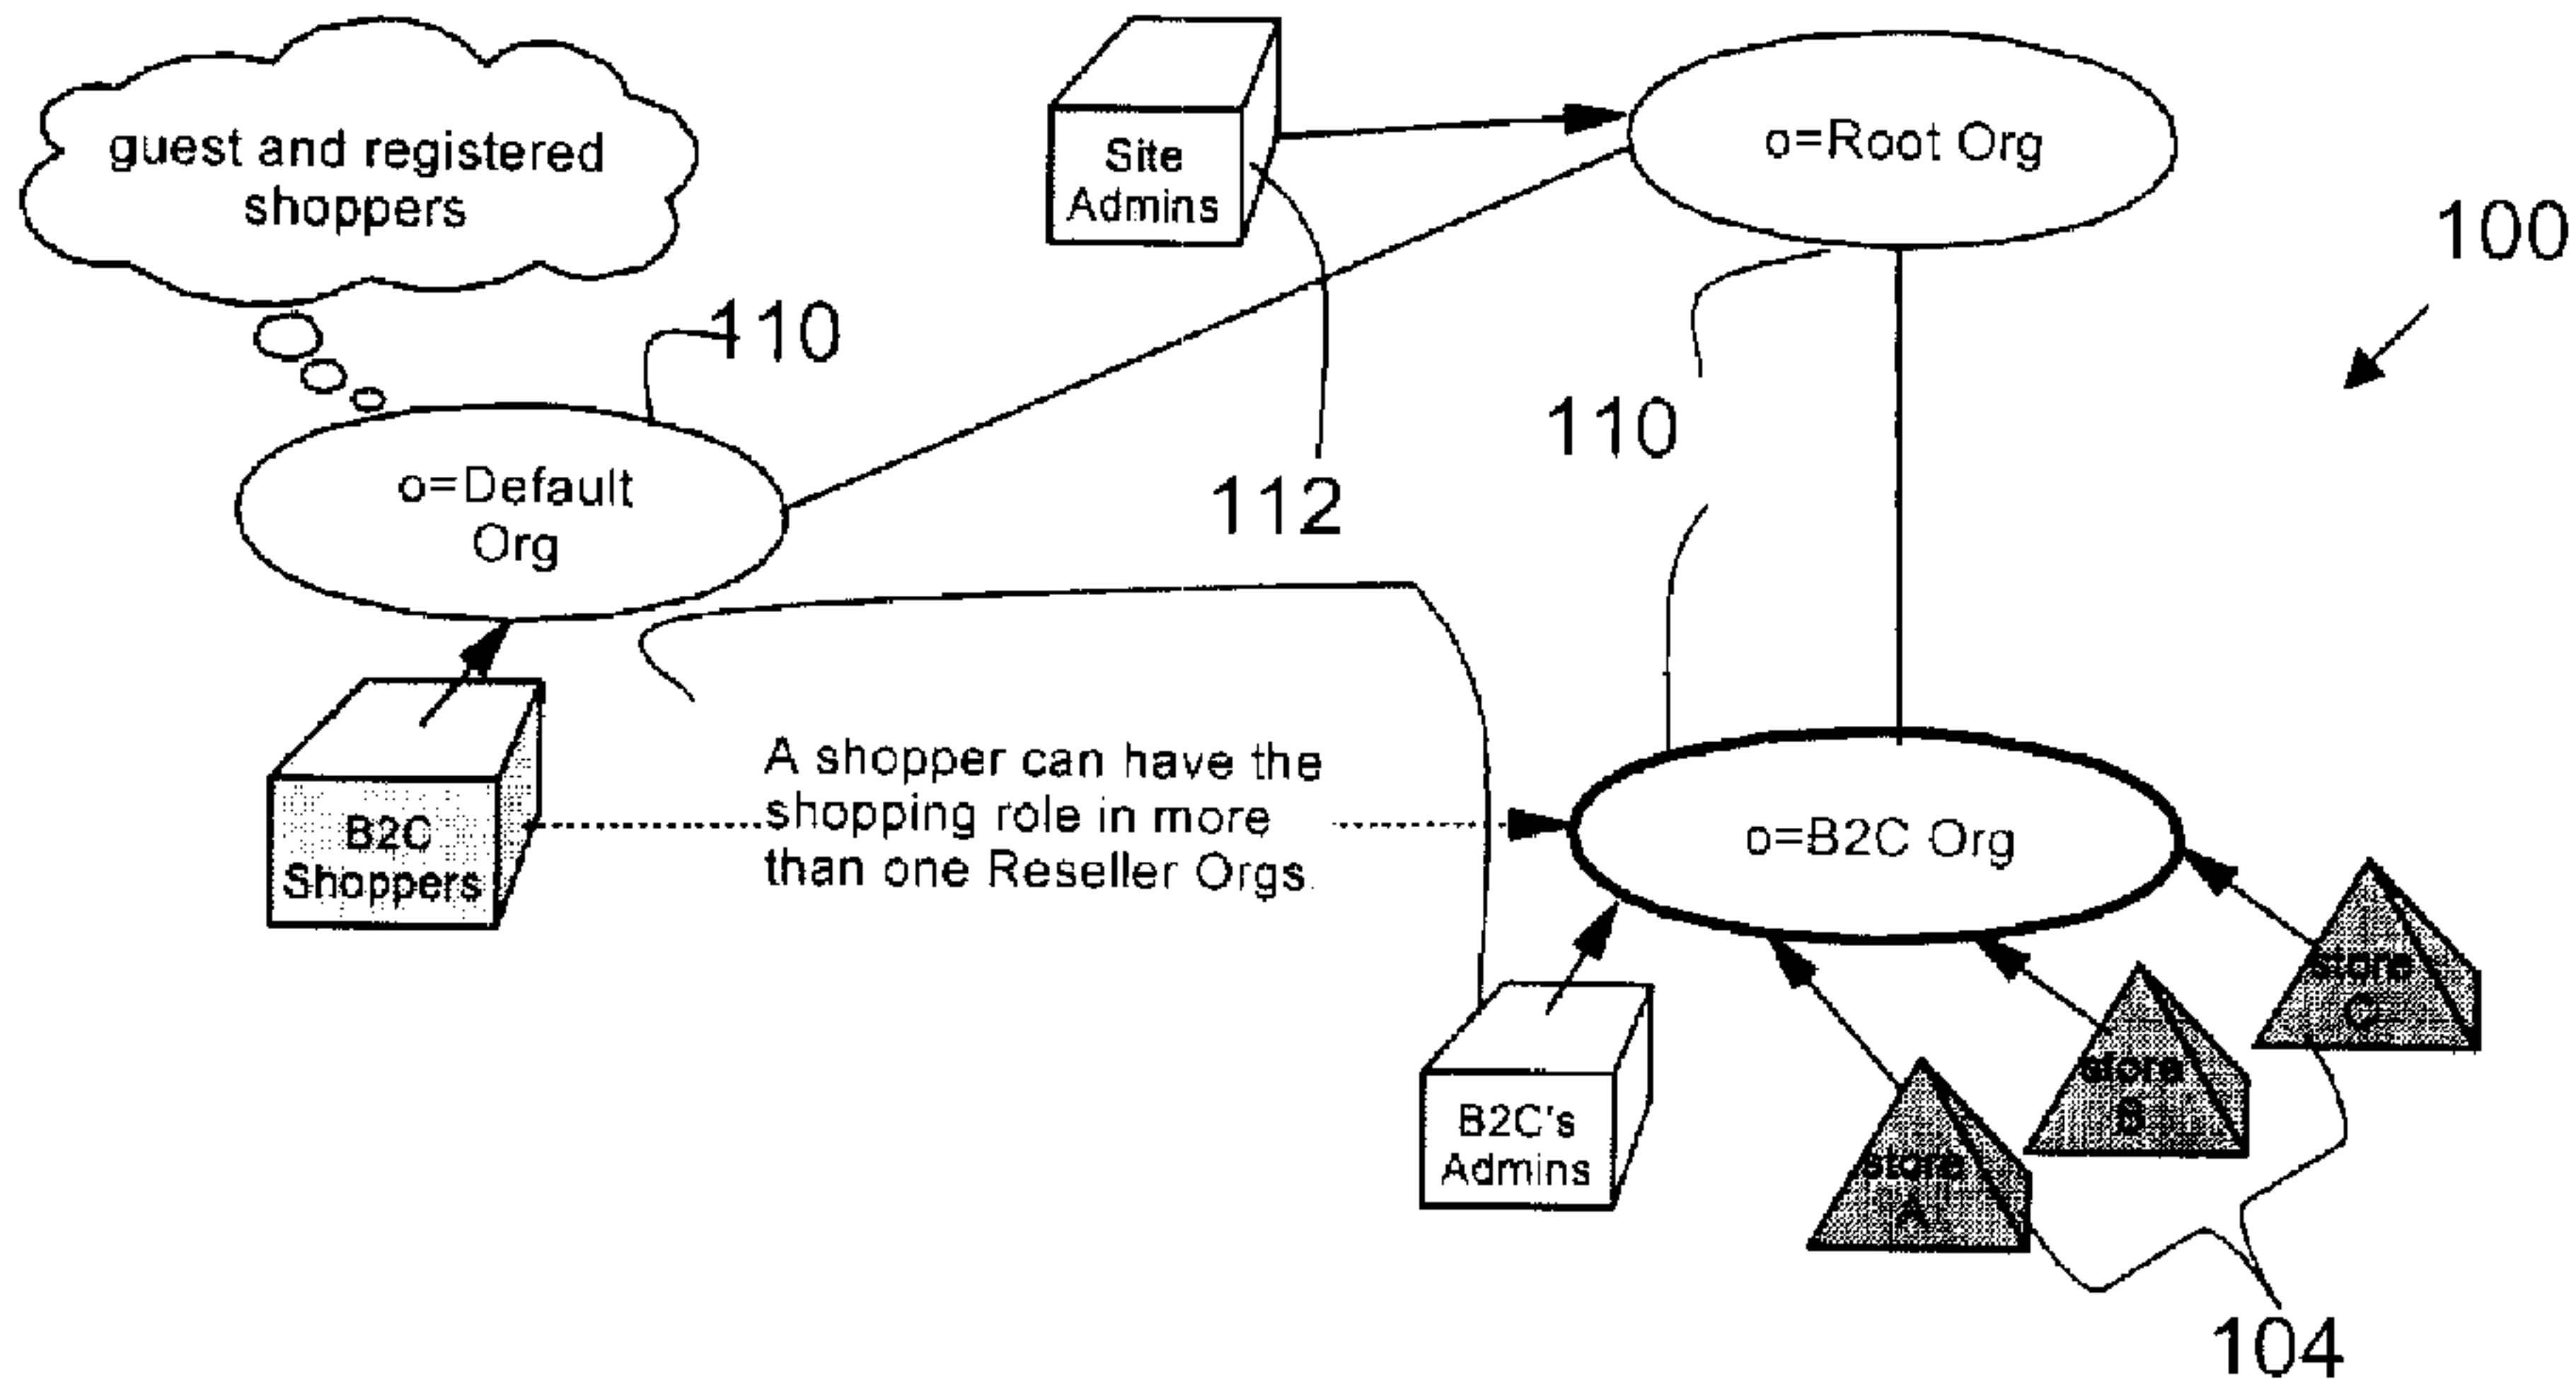 guest and registered
shoppers
Site
Admins
o=Root Org
100
110
110
112
o=Default
Org
A shopper can have the
shopping role in more
than one Reseller Orgs.
B2C
Shoppers
o=B2C Org
store
C
store
B
store
A
B2C's
Admins
104